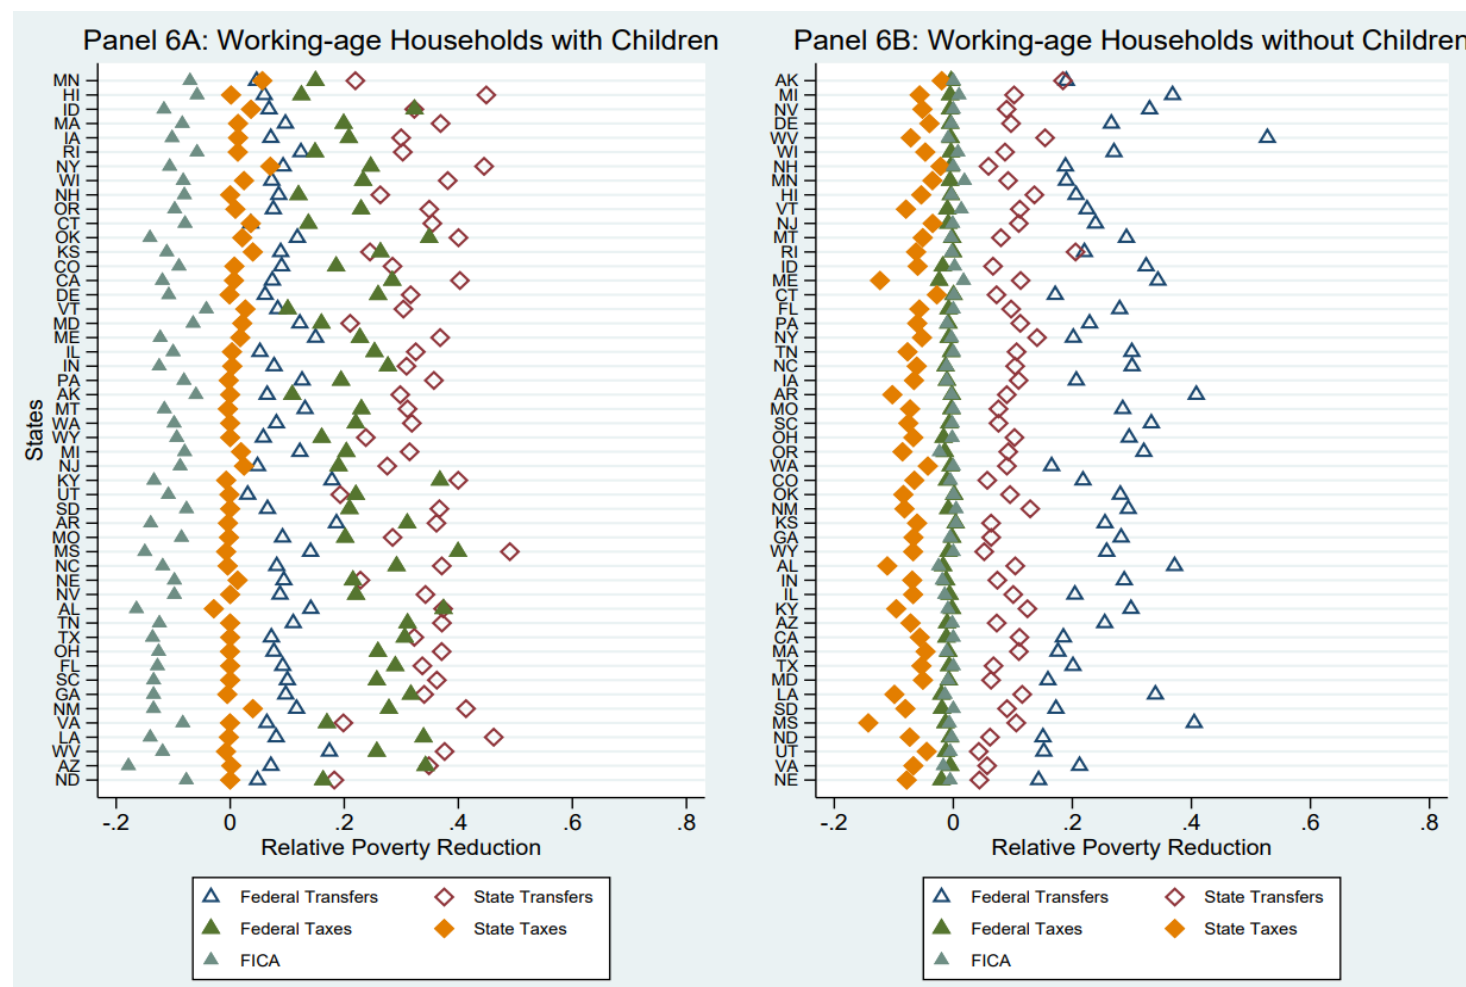 Panel 6A: Working-age Households with Children
MN
HI
ID
MA
IA
RI
NY
WI
NH
OR
CT
OK
KS
CO
CA
DE
VT
MD
ME
IL
IN
PA
AK
MT
WA
WY
MI
NJ
KY
UT
SD
AR
MO
MS
NC
NE
NV
AL
TN
TX
OH
FL
SC
GA
NM
VA
LA
WV
AZ
ND
States
-.2 0 .2 .4 .6 .8
Relative Poverty Reduction
Federal Transfers State Transfers
Federal Taxes State Taxes
FICA
Panel 6B: Working-age Households without Children
AK
MI
NV
DE
WV
WI
NH
MN
HI
VT
NJ
MT
RI
ID
ME
CT
FL
PA
NY
TN
NC
IA
AR
MO
SC
OH
OR
WA
CO
OK
NM
KS
GA
WY
AL
IN
IL
KY
AZ
CA
MA
TX
MD
LA
SD
MS
ND
UT
VA
NE
-.2 0 .2 .4 .6 .8
Relative Poverty Reduction
Federal Transfers State Transfers
Federal Taxes State Taxes
FICA